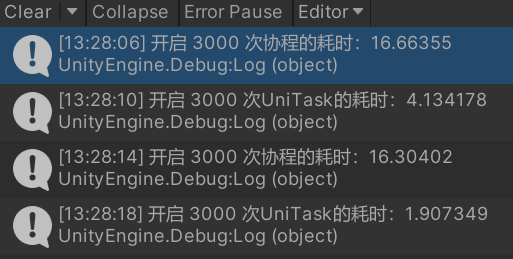 Clear Collapse Error Pause Editor
[13:28:06] 开启 3000 次协程的耗时：16.66355
UnityEngine.Debug:Log (object)
[13:28:10] 开启 3000 次UniTask的耗时：4.134178
UnityEngine.Debug:Log (object)
[13:28:14] 开启 3000 次协程的耗时：16.30402
UnityEngine.Debug:Log (object)
[13:28:18] 开启 3000 次UniTask的耗时：1.907349
UnityEngine.Debug:Log (object)